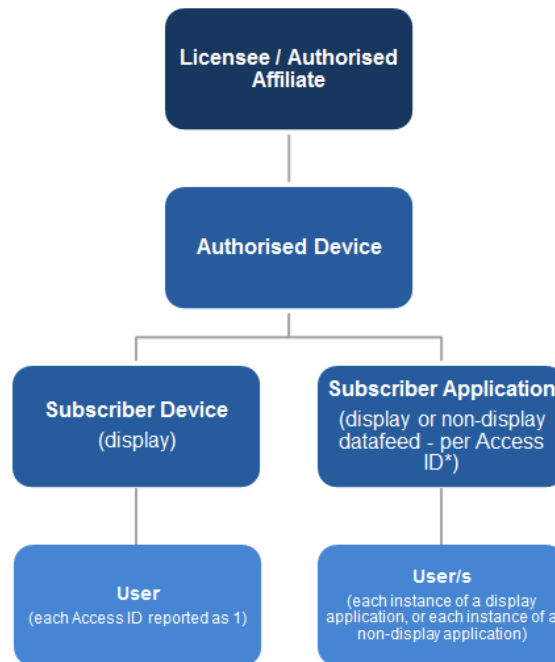 Licensee / Authorised
Affiliate
Authorised Device
Subscriber Device
(display)
Subscriber Application
(display or non-display
datafeed - per Access
ID*)
User
(each Access ID reported as 1)
User/s
(each instance of a display
application, or each instance of a
non-display application)